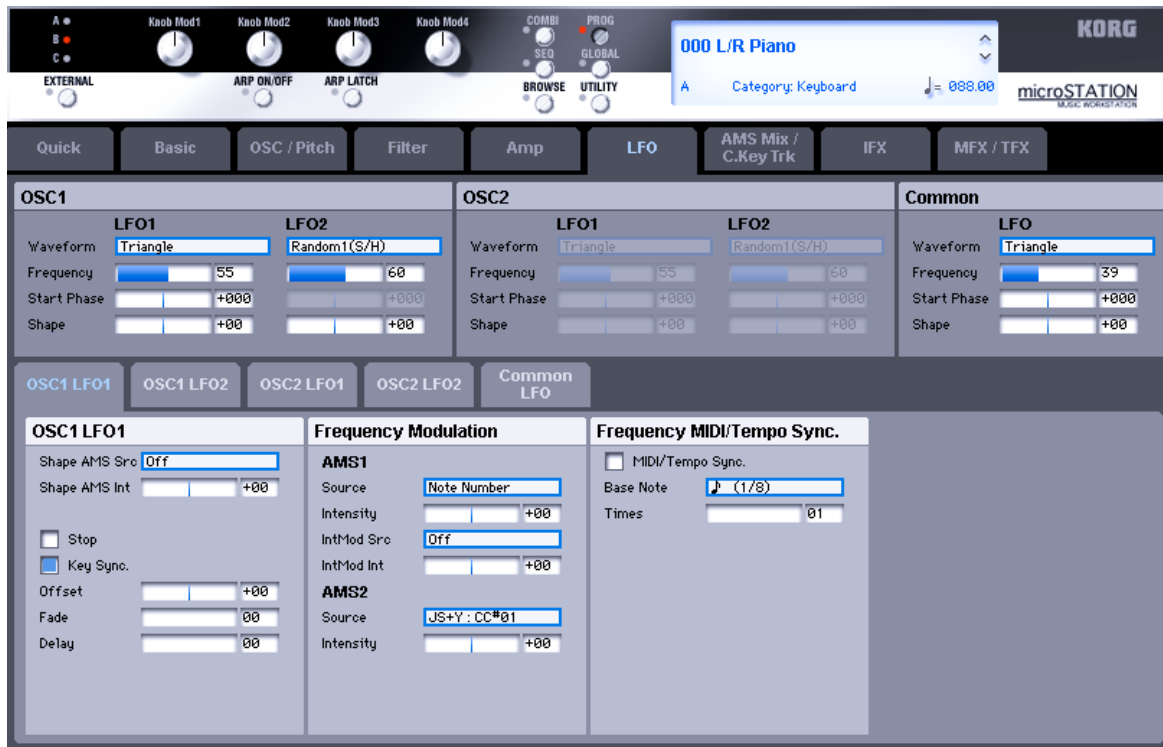 A
B
C
Knob Mod1 Knob Mod2 Knob Mod3 Knob Mod4
COMBI PROG
SEQ GLOBAL
EXTERNAL ARP ON/OFF ARP LATCH BROWSE UTILITY
000 L/R Piano
A Category: Keyboard ♩= 088.00
KORG
microSTATION
MUSIC WORKSTATION
Quick Basic OSC / Pitch Filter Amp LFO AMS Mix / C.Key Trk IFX MFX / TFX
OSC1
LFO1 LFO2
Waveform Triangle Random1(S/H)
Frequency 55 60
Start Phase +000 +000
Shape +00 +00
OSC2
LFO1 LFO2
Waveform Triangle Random1(S/H)
Frequency 55 60
Start Phase +000 +000
Shape +00 +00
Common
LFO
Waveform Triangle
Frequency 39
Start Phase +000
Shape +00
OSC1 LFO1 OSC1 LFO2 OSC2 LFO1 OSC2 LFO2 Common LFO
OSC1 LFO1
Shape AMS Src Off
Shape AMS Int +00
Stop
Key Sync.
Offset +00
Fade 00
Delay 00
Frequency Modulation
AMS1
Source Note Number
Intensity +00
IntMod Src Off
IntMod Int +00
AMS2
Source JS+Y : CC#01
Intensity +00
Frequency MIDI/Tempo Sync.
MIDI/Tempo Sync.
Base Note ♪ (1/8)
Times 01